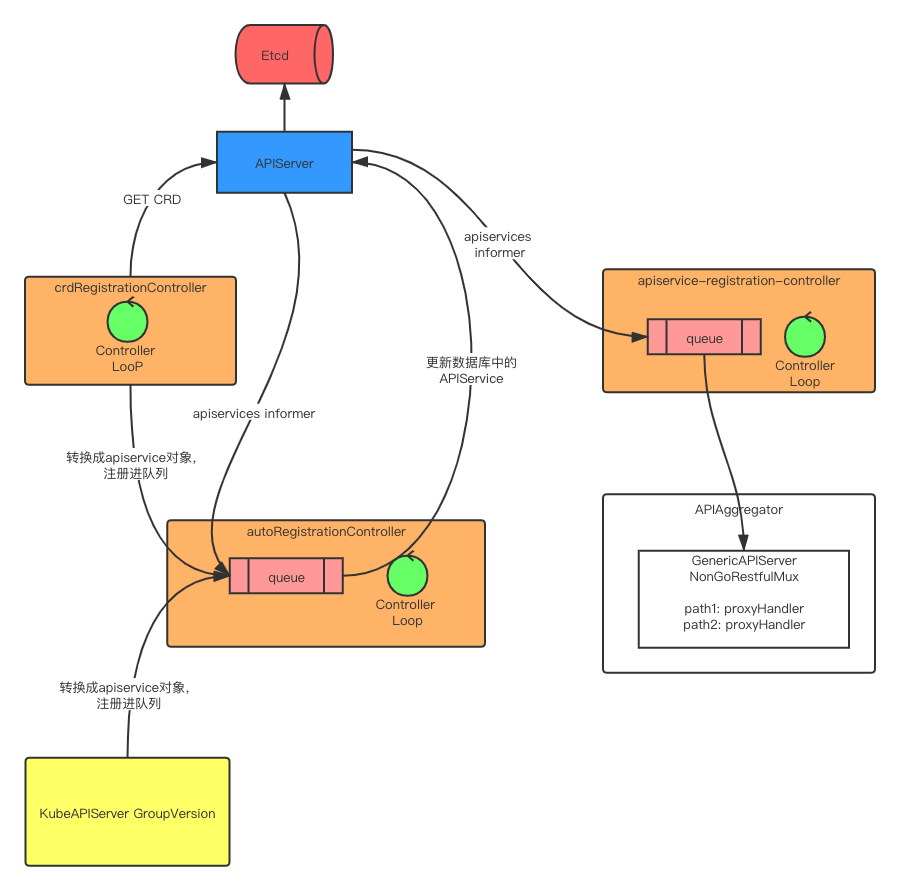 Etcd
APIServer
GET CRD
apiservices
informer
crdRegistrationController
Controller
LooP
apiservice-registration-controller
queue
Controller
Loop
更新数据库中的
APIService
apiservices informer
转换成apiservice对象，
注册进队列
autoRegistrationController
queue
Controller
Loop
APIAggregator
GenericAPIServer
NonGoRestfulMux
path1: proxyHandler
path2: proxyHandler
转换成apiservice对象，
注册进队列
KubeAPIServer GroupVersion